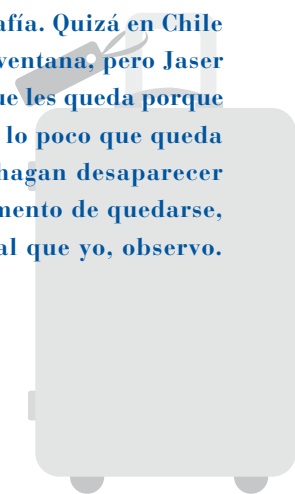 afía. Quizá en Chile
ventana, pero Jaser
ue les queda porque
lo poco que queda
hagan desaparecer
mento de quedarse,
al que yo, observo.